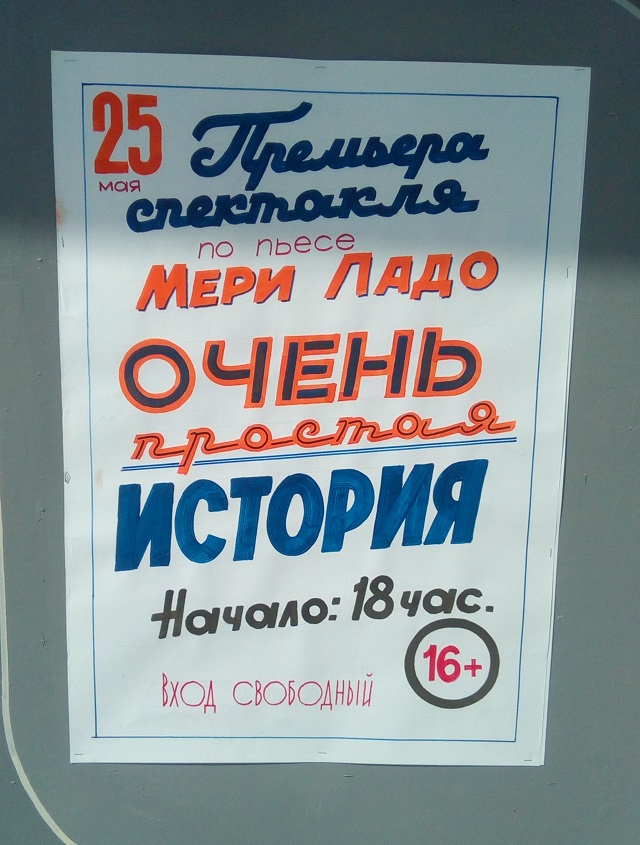 25
мая
Премьера
спектакля
по пьесе
Мери Ладо
ОЧЕНЬ
простая
ИСТОРИЯ
Начало: 18 час.
16+
Вход свободный